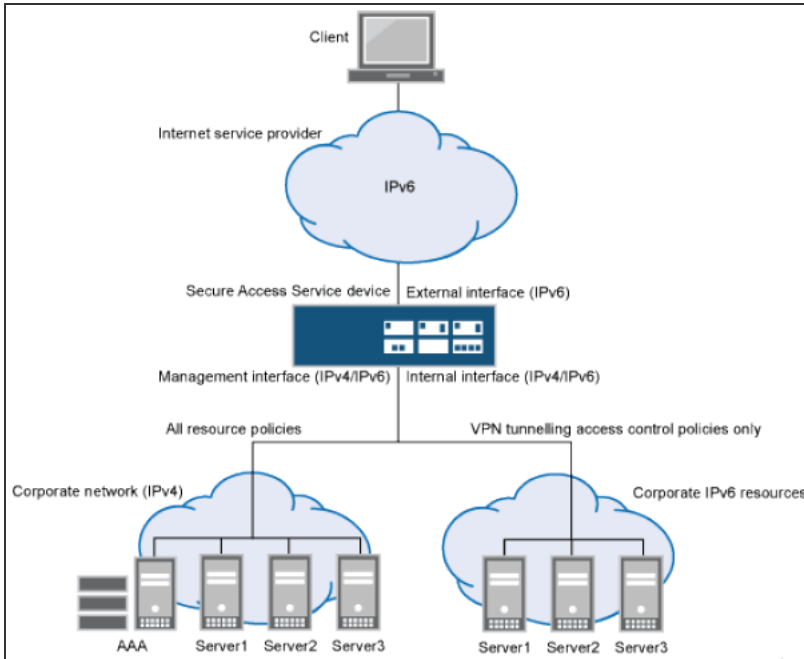 Client
Internet service provider
IPv6
Secure Access Service device
External interface (IPv6)
Management interface (IPv4/IPv6)
Internal interface (IPv4/IPv6)
All resource policies
VPN tunnelling access control policies only
Corporate network (IPv4)
Corporate IPv6 resources
AAA
Server1
Server2
Server3
Server1
Server2
Server3